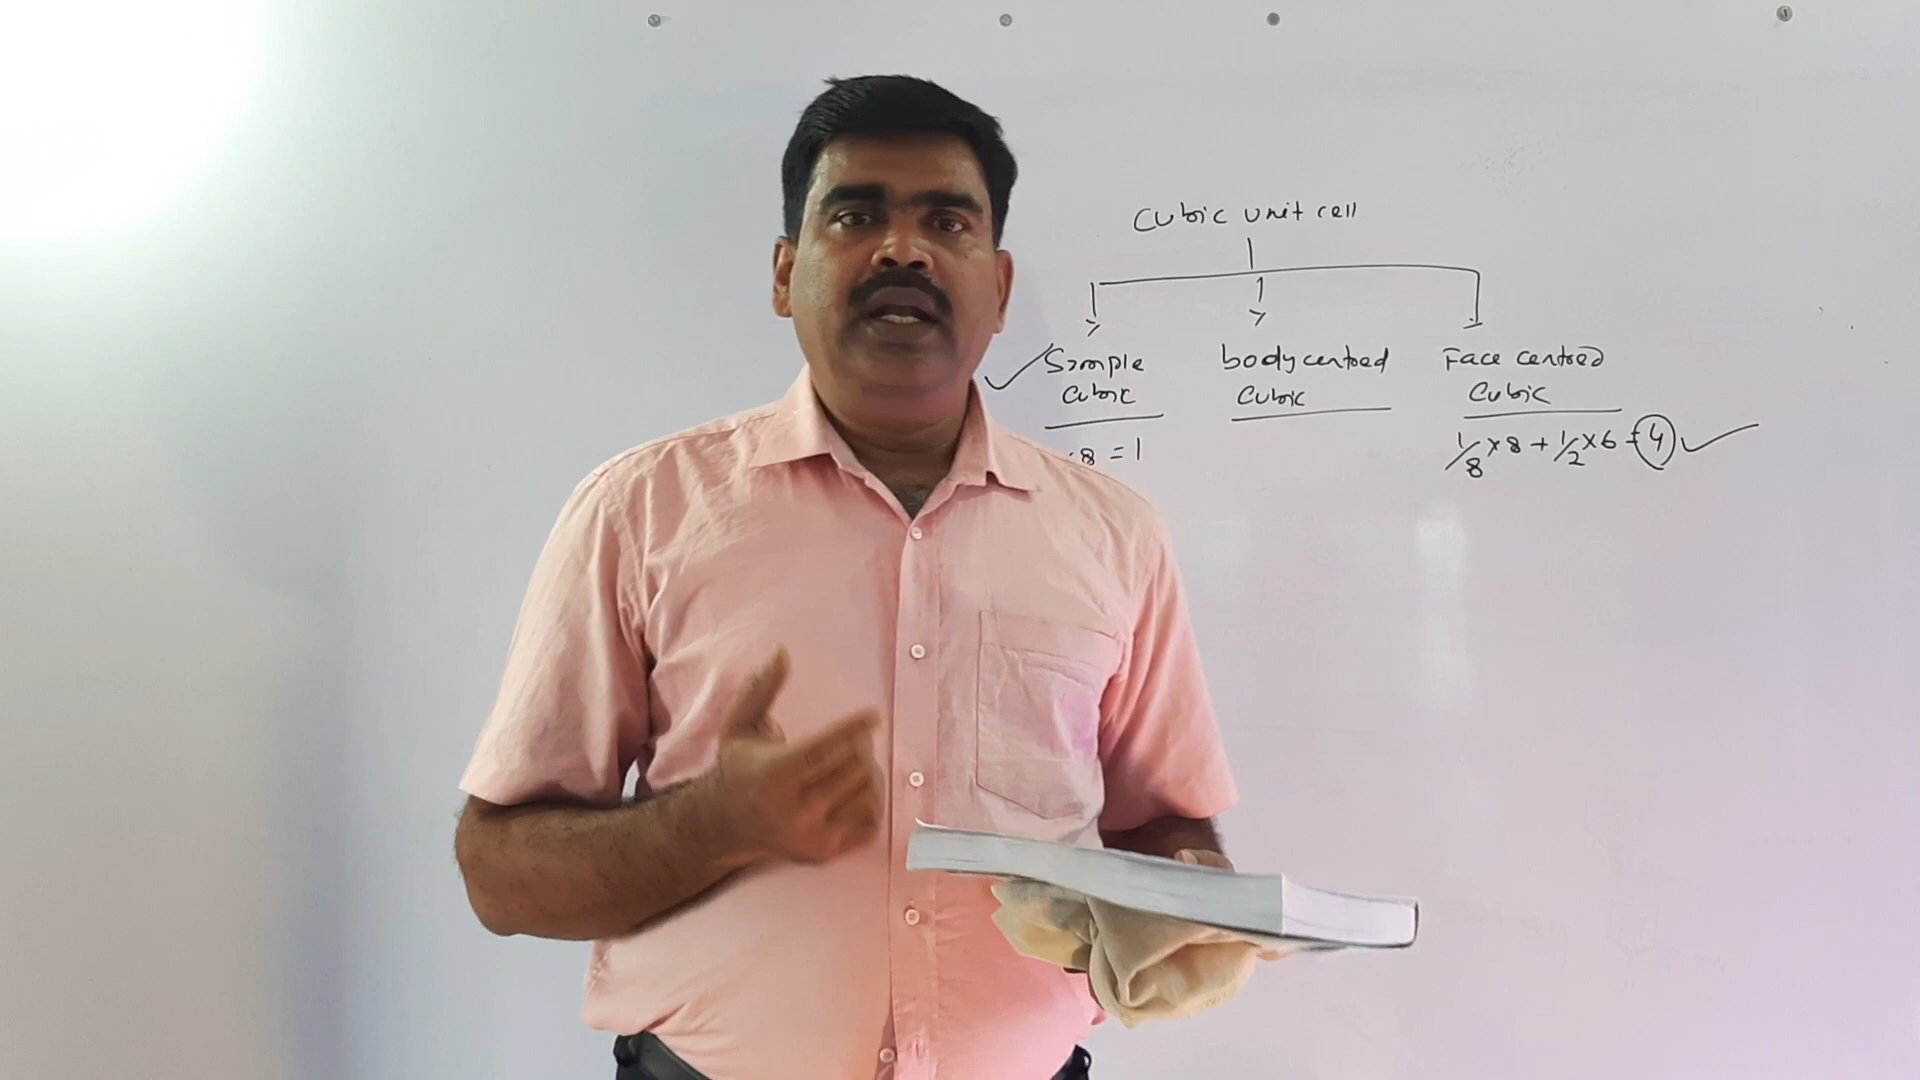 Cubic unit cell
Simple
Cubic
body centred
Cubic
Face centred
Cubic
8 = 1
1/8 × 8 + 1/2 × 6 = 4